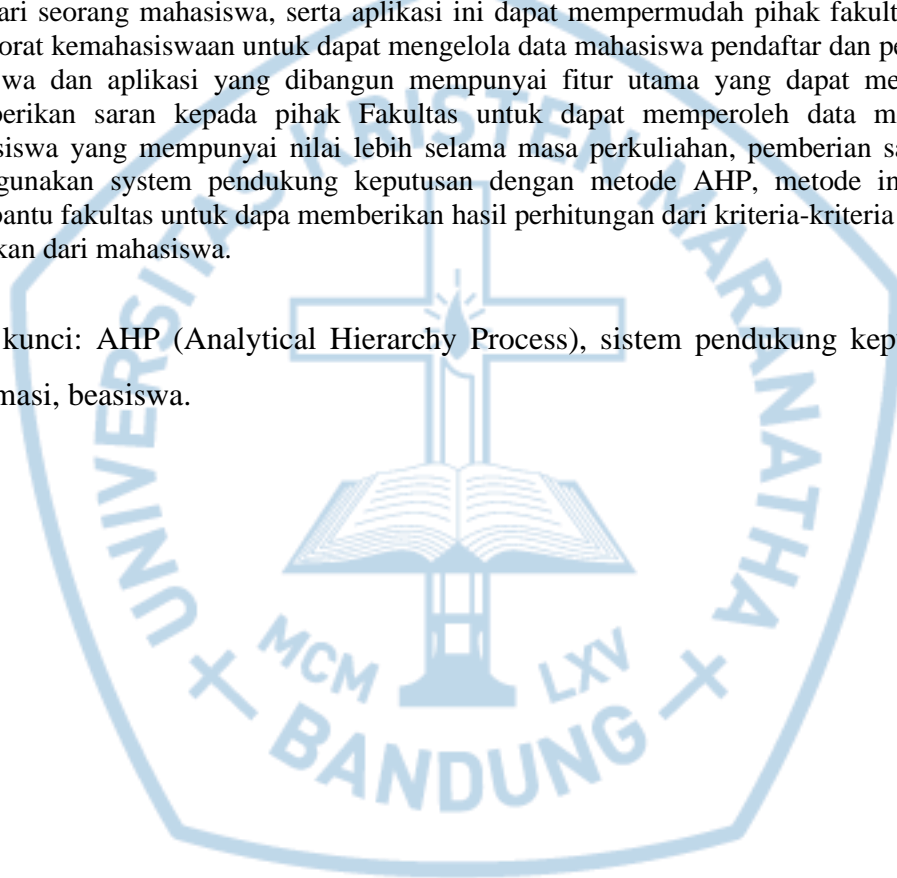 ari seorang mahasiswa, serta aplikasi ini dapat mempermudah pihak fakult
orat kemahasiswaan untuk dapat mengelola data mahasiswa pendaftar dan pe
wa dan aplikasi yang dibangun mempunyai fitur utama yang dapat me
berikan saran kepada pihak Fakultas untuk dapat memperoleh data m
siswa yang mempunyai nilai lebih selama masa perkuliahan, pemberian sa
gunakan system pendukung keputusan dengan metode AHP, metode in
bantu fakultas untuk dapa memberikan hasil perhitungan dari kriteria-kriteria
kan dari mahasiswa.
kunci: AHP (Analytical Hierarchy Process), sistem pendukung kep
masi, beasiswa.
UNIVERSITAS KRISTEN MARANATHA
MCM LXV
BANDUNG